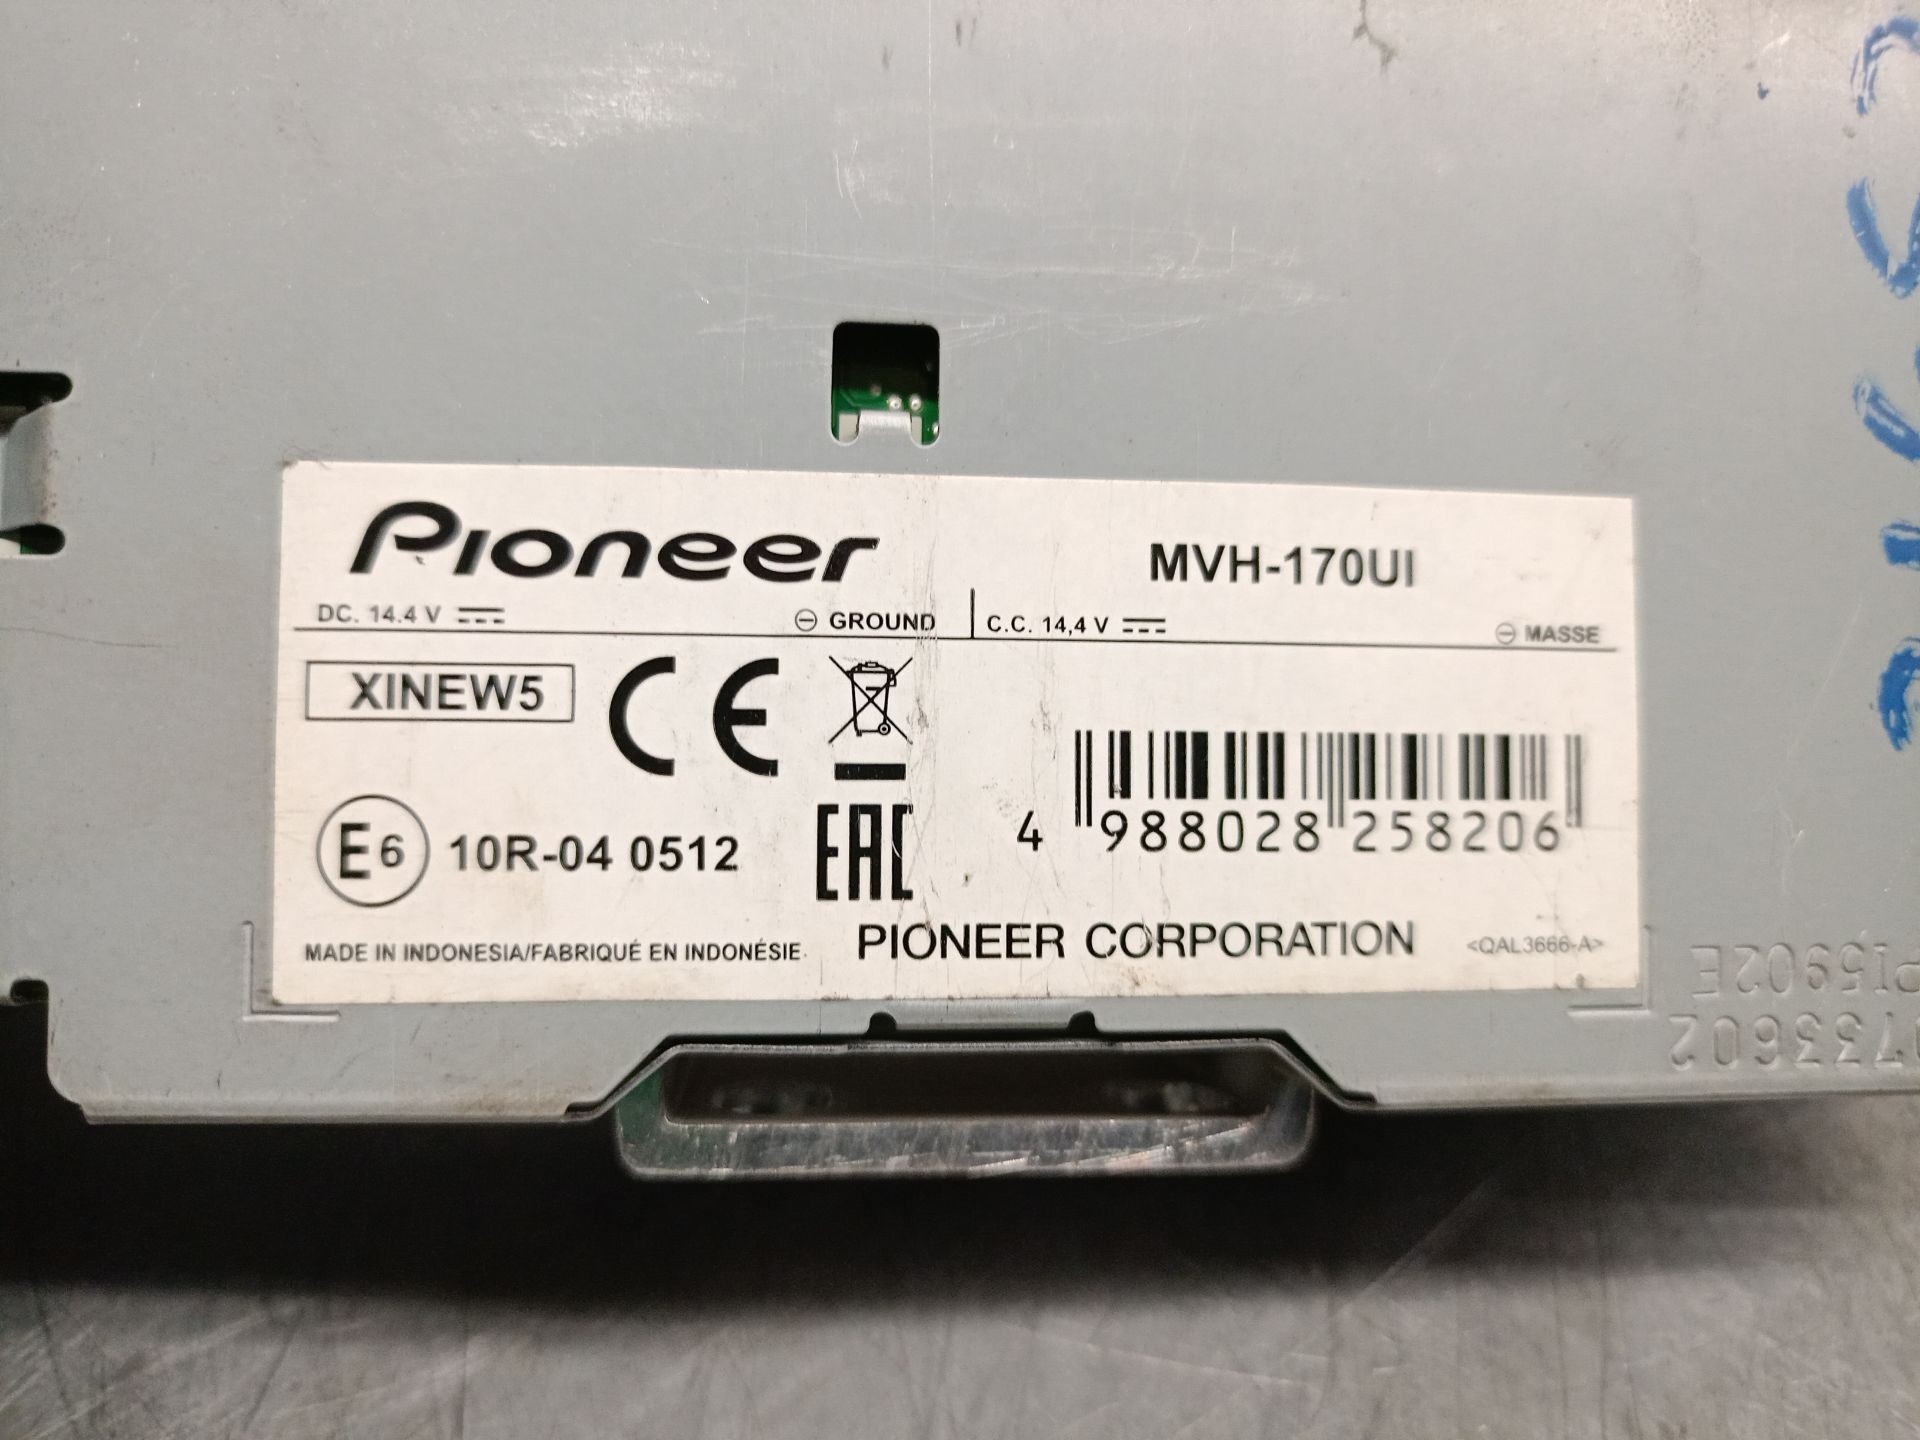 Pioneer
MVH-170UI
DC. 14.4 V ⊖ GROUND
C.C. 14,4 V ⊖ MASSE
XINEW5
CE
E6 10R-04 0512
EAC
4 988028 258206
MADE IN INDONESIA/FABRIQUÉ EN INDONÉSIE
PIONEER CORPORATION
<QAL3666-A>